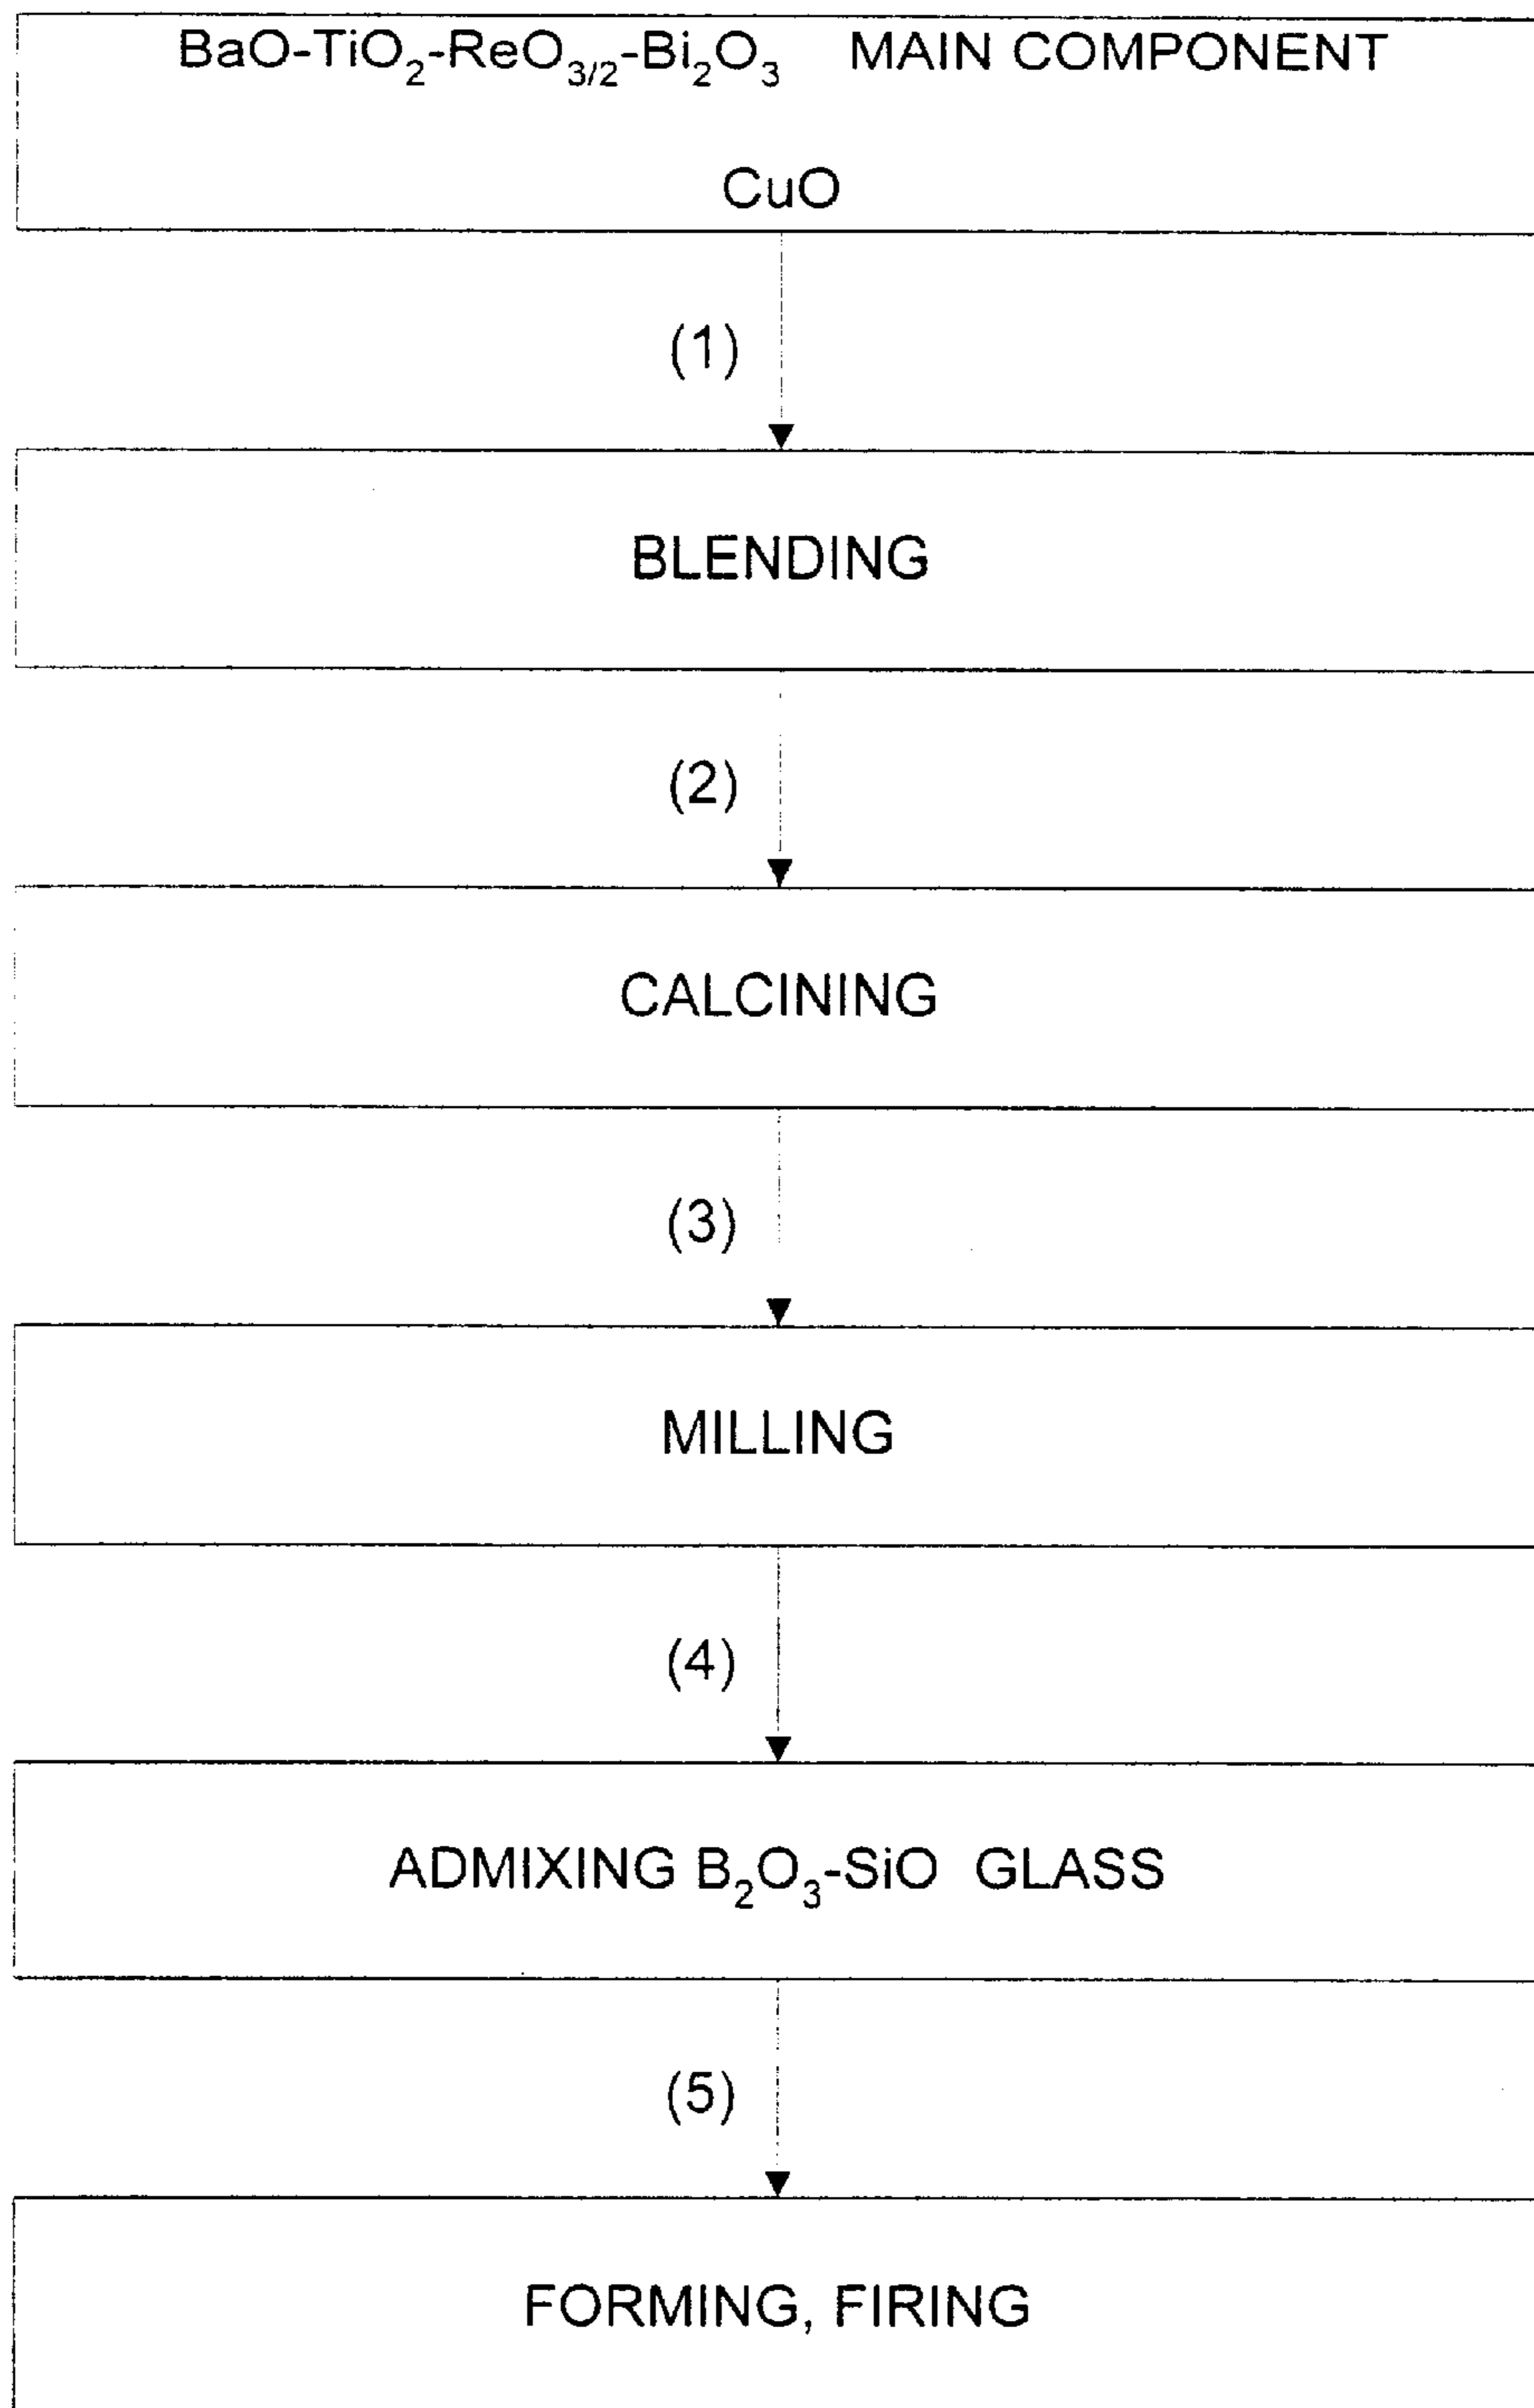 BaO-TiO₂-ReO₃/₂-Bi₂O₃ MAIN COMPONENT
CuO
(1)
BLENDING
(2)
CALCINING
(3)
MILLING
(4)
ADMIXING B₂O₃-SiO GLASS
(5)
FORMING, FIRING